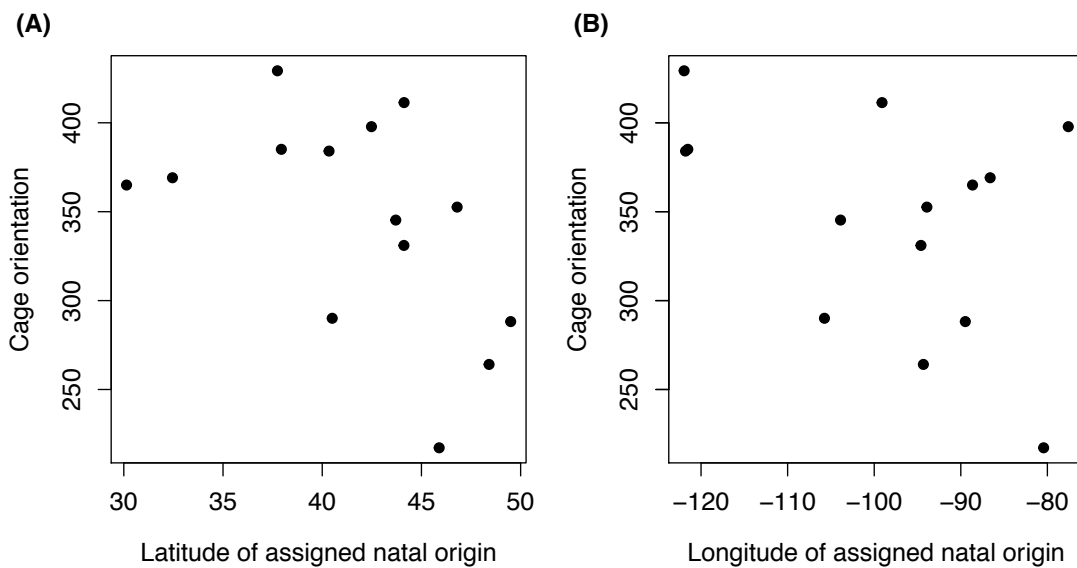 (A)
(B)
Cage orientation
400
350
300
250
30 35 40 45 50
Latitude of assigned natal origin
Cage orientation
400
350
300
250
−120 −110 −100 −90 −80
Longitude of assigned natal origin